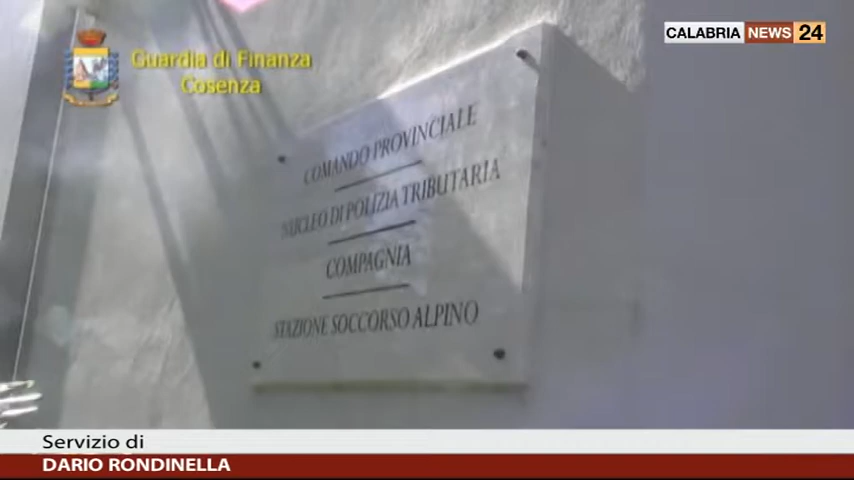 Guardia di Finanza
Cosenza
CALABRIA NEWS 24
COMANDO PROVINCIALE
NUCLEO DI POLIZIA TRIBUTARIA
COMPAGNIA
STAZIONE SOCCORSO ALPINO
Servizio di
DARIO RONDINELLA